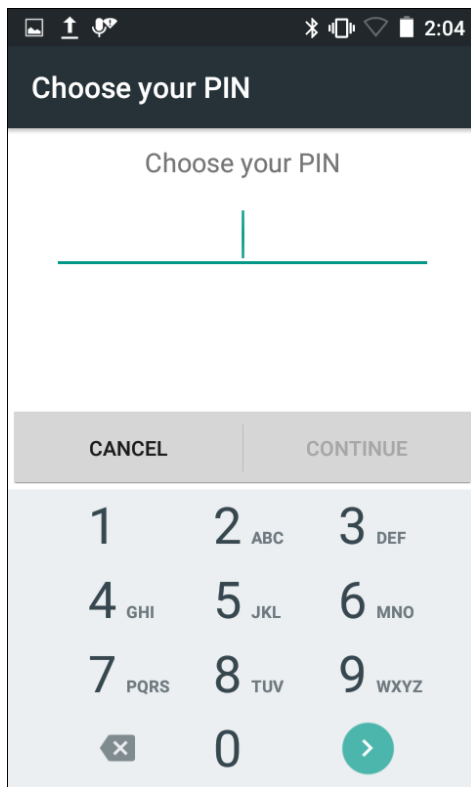 2:04
Choose your PIN
Choose your PIN
CANCEL CONTINUE
1 2 ABC 3 DEF
4 GHI 5 JKL 6 MNO
7 PQRS 8 TUV 9 WXYZ
0